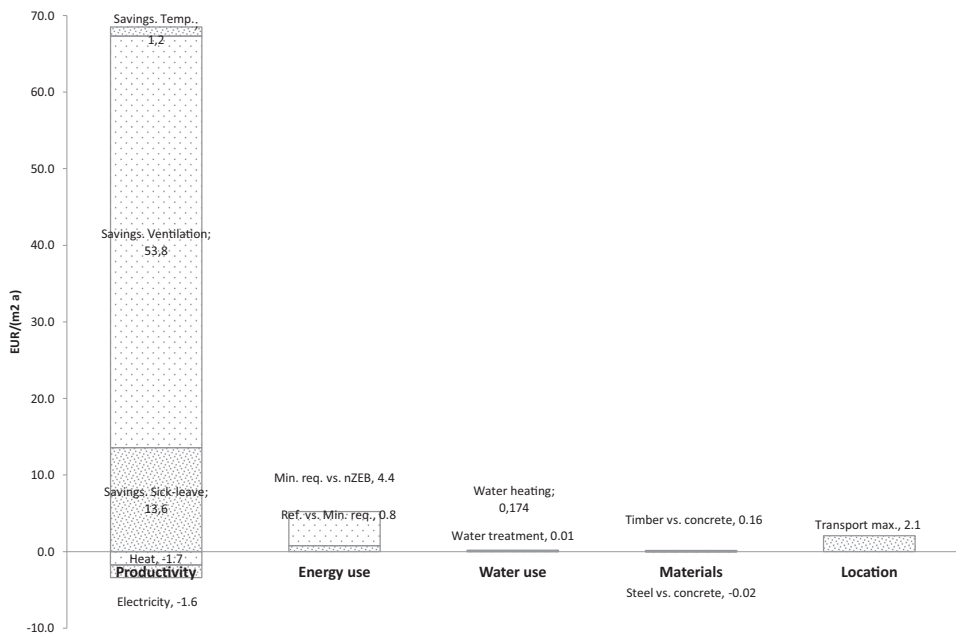 70.0
60.0
50.0
40.0
30.0
20.0
10.0
0.0
-10.0
EUR/(m2 a)
Savings. Temp.,
1,2
Savings. Ventilation;
53,8
Savings. Sick-leave;
13,6
Heat, -1.7
Productivity
Electricity, -1.6
Min. req. vs. nZEB, 4.4
Ref. vs. Min. req., 0.8
Energy use
Water heating;
0,174
Water treatment, 0.01
Water use
Timber vs. concrete, 0.16
Materials
Steel vs. concrete, -0.02
Transport max., 2.1
Location